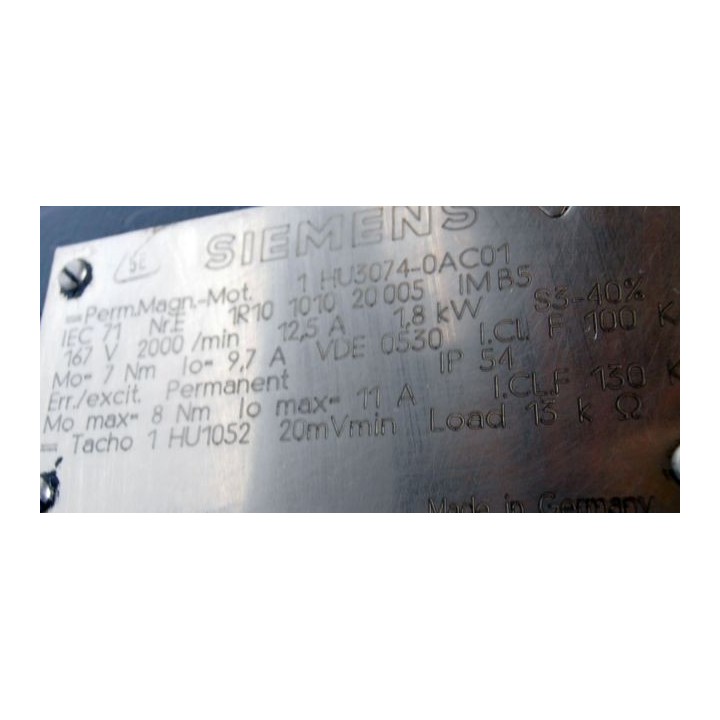 SE SIEMENS
Perm.Magn.-Mot. 1 HU3074-0AC01
IEC 71 Nr.E 1R10 1010 20 005 IM B5
167 V 2000 /min 12,5 A 1,8 kW S3-40%
Mo= 7 Nm Io= 9,7 A VDE 0530 I.Cl. F 100 K
Err./excit. Permanent IP 54
Mo max= 8 Nm Io max= 11 A I.Cl.F 130 K
Tacho 1 HU1052 20mVmin Load 13 k Ω
Made in Germany